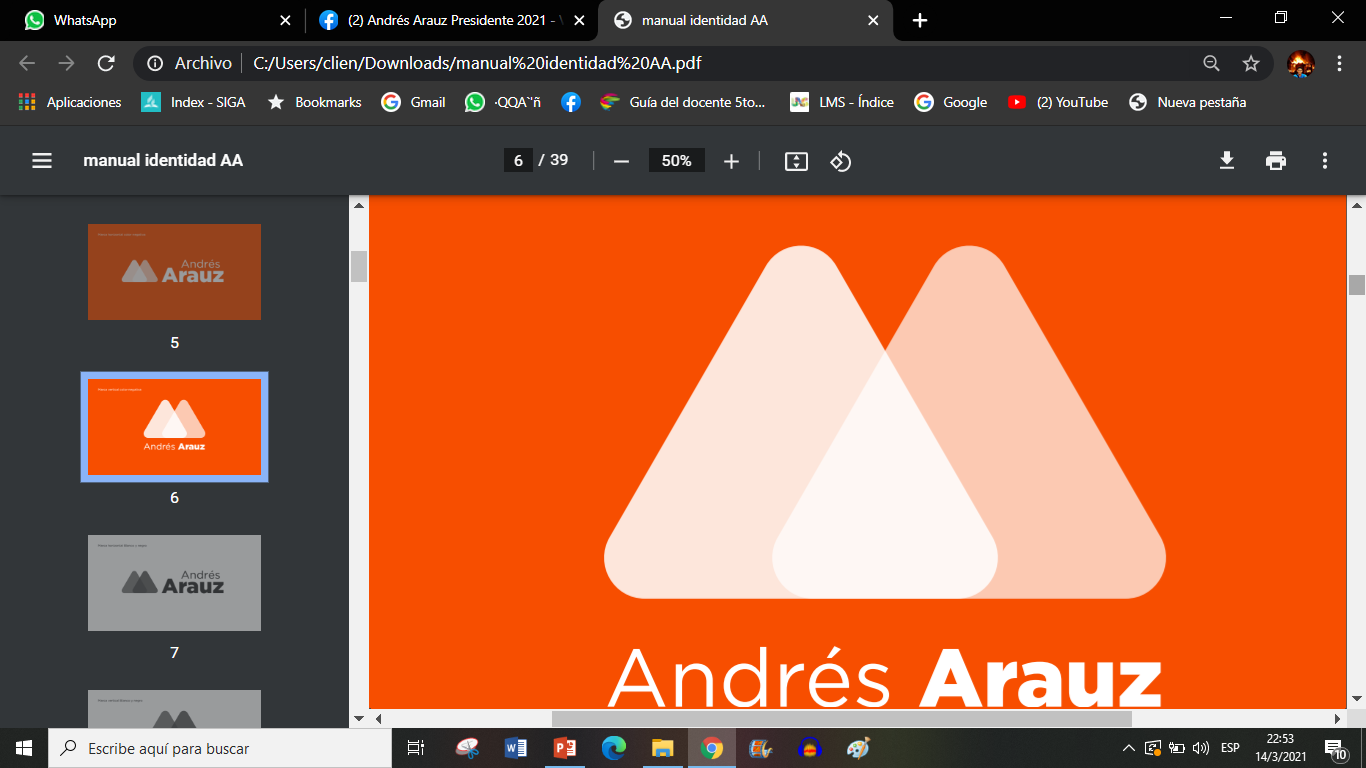 WhatsApp
(2) Andrés Arauz Presidente 2021 -
manual identidad AA
Archivo
C:/Users/clien/Downloads/manual%20identidad%20AA.pdf
Aplicaciones
Index - SIGA
Bookmarks
Gmail
·QQA`'ñ
Guía del docente 5to...
LMS - Índice
Google
(2) YouTube
Nueva pestaña
manual identidad AA
6 / 39
50%
Andrés
Arauz
5
Andrés Arauz
6
Andrés
Arauz
7
Andrés Arauz
Escribe aquí para buscar
ESP
22:53
14/3/2021
10